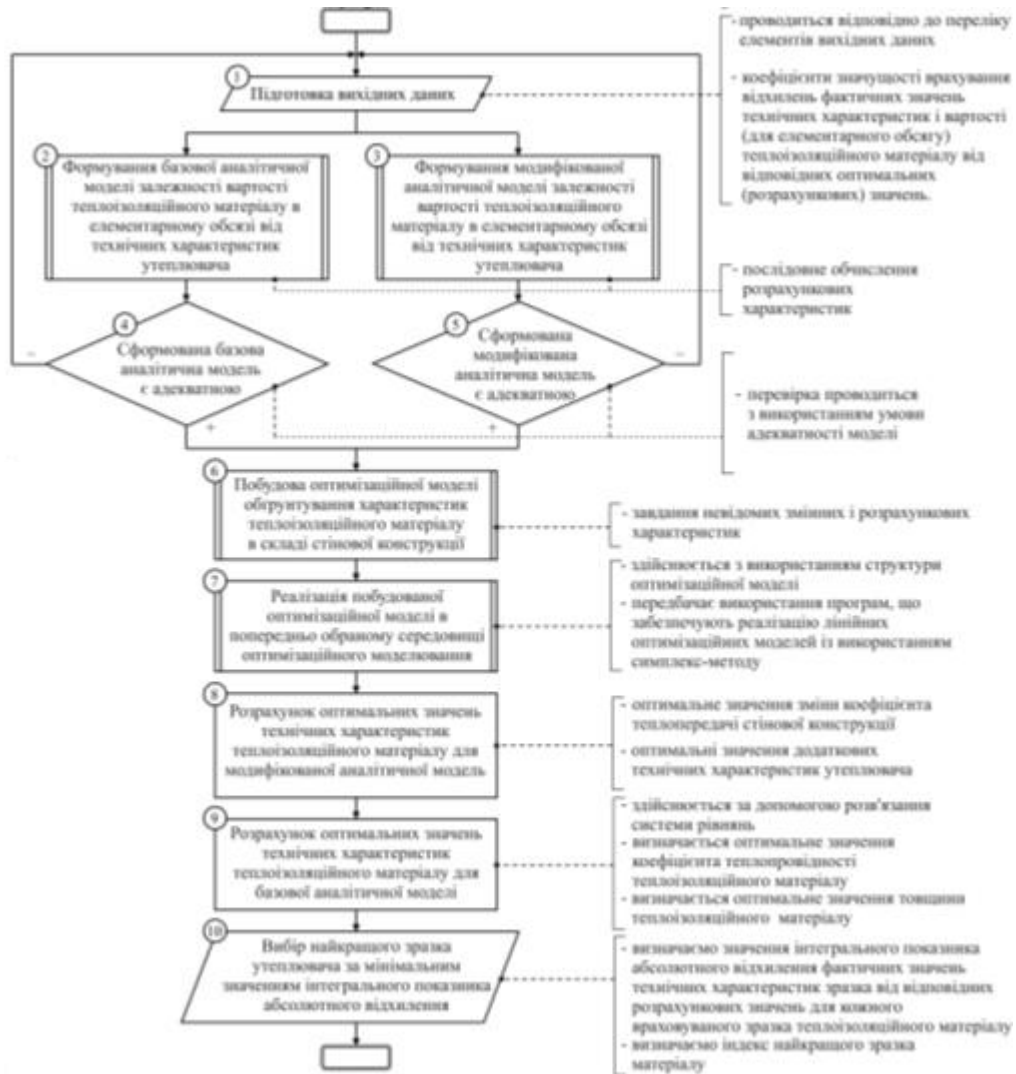 - проводиться відповідно до переліку
елементів вихідних даних
- коефіцієнти значущості врахування
відхилень фактичних значень
технічних характеристик і вартості
(для елементарного обсягу)
теплоізоляційного матеріалу від
відповідних оптимальних
(розрахункових) значень.
1
Підготовка вихідних даних
2
Формування базової аналітичної
моделі залежності вартості
теплоізоляційного матеріалу в
елементарному обсязі від
технічних характеристик
утеплювача
3
Формування модифікованої
аналітичної моделі залежності
вартості теплоізоляційного
матеріалу в елементарному обсязі
від технічних характеристик
утеплювача
- послідовне обчислення
розрахункових
характеристик
4
Сформована базова
аналітична модель
є адекватною
–
+
5
Сформована
модифікована
аналітична модель
є адекватною
–
+
- перевірка проводиться
з використанням умови
адекватності моделі
6
Побудова оптимізаційної моделі
обґрунтування характеристик
теплоізоляційного матеріалу
в складі стінової конструкції
- завдання невідомих змінних і розрахункових
характеристик
7
Реалізація побудованої
оптимізаційної моделі в
попередньо обраному середовищі
оптимізаційного моделювання
- здійснюється з використанням структури
оптимізаційної моделі
- передбачає використання програм, що
забезпечують реалізацію лінійних
оптимізаційних моделей із використанням
симплекс-методу
8
Розрахунок оптимальних значень
технічних характеристик
теплоізоляційного матеріалу для
модифікованої аналітичної модель
- оптимальне значення зміни коефіцієнта
теплопередачі стінової конструкції
- оптимальні значення додаткових
технічних характеристик утеплювача
9
Розрахунок оптимальних значень
технічних характеристик
теплоізоляційного матеріалу для
базової аналітичної моделі
- здійснюється за допомогою розв'язання
системи рівнянь
- визначається оптимальне значення
коефіцієнта теплопровідності
теплоізоляційного матеріалу
- визначається оптимальне значення товщини
теплоізоляційного матеріалу
10
Вибір найкращого зразка
утеплювача за мінімальним
значенням інтегрального показника
абсолютного відхилення
- визначаємо значення інтегрального показника
абсолютного відхилення фактичних значень
технічних характеристик зразка від відповідних
розрахункових значень для кожного
враховуваного зразка теплоізоляційного матеріалу
- визначаємо індекс найкращого зразка
матеріалу